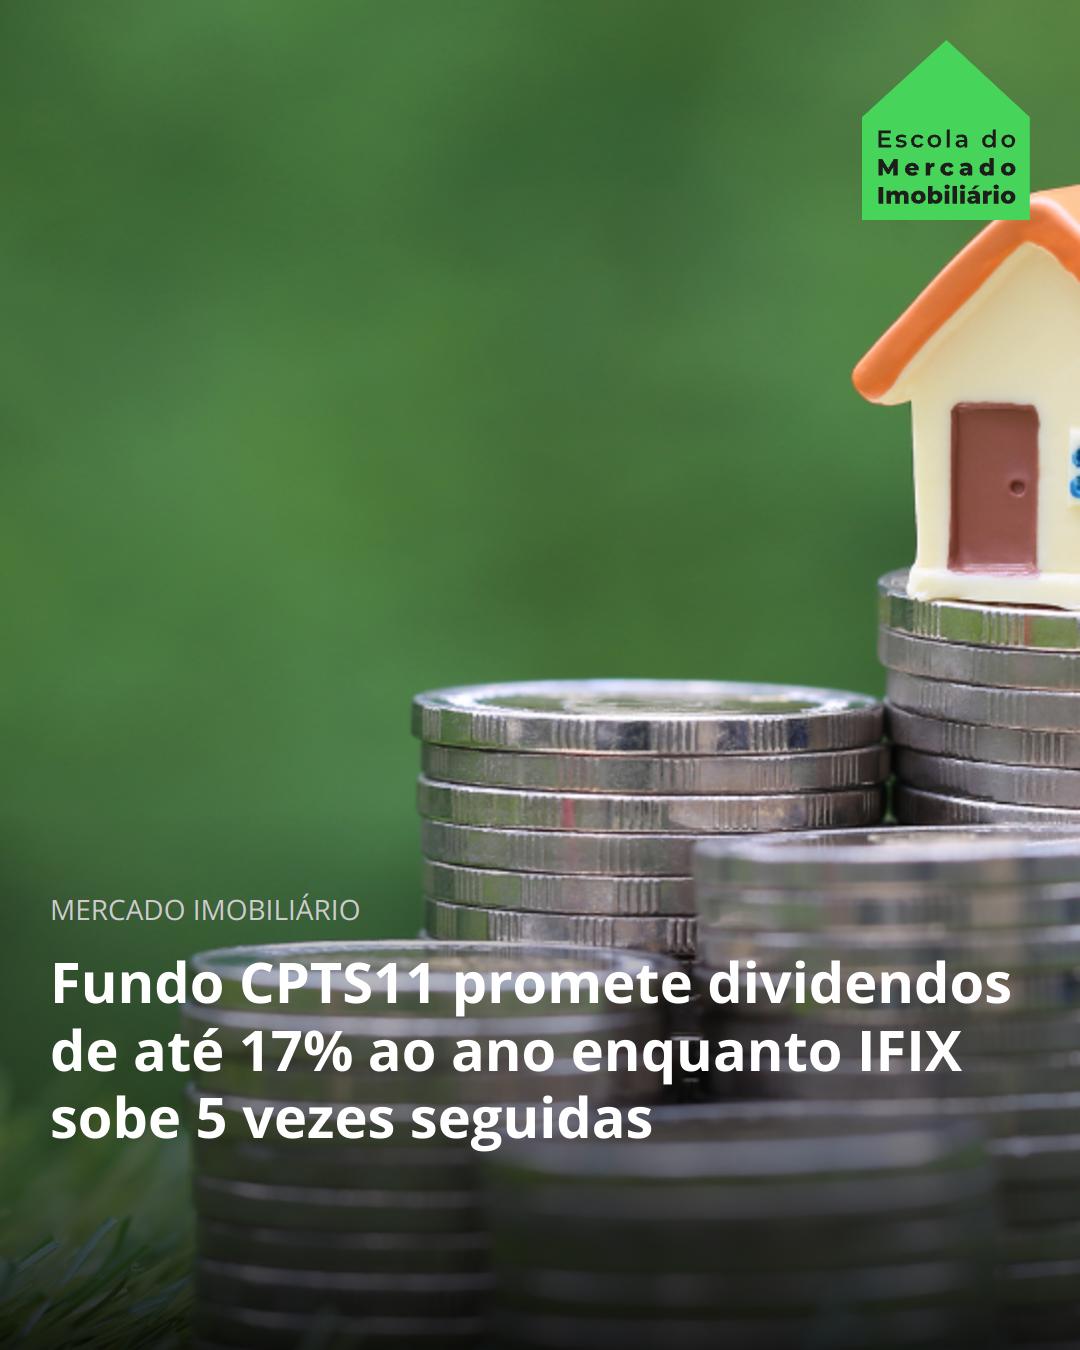 Escola do
Mercado
Imobiliário
MERCADO IMOBILIÁRIO
Fundo CPTS11 promete dividendos
de até 17% ao ano enquanto IFIX
sobe 5 vezes seguidas